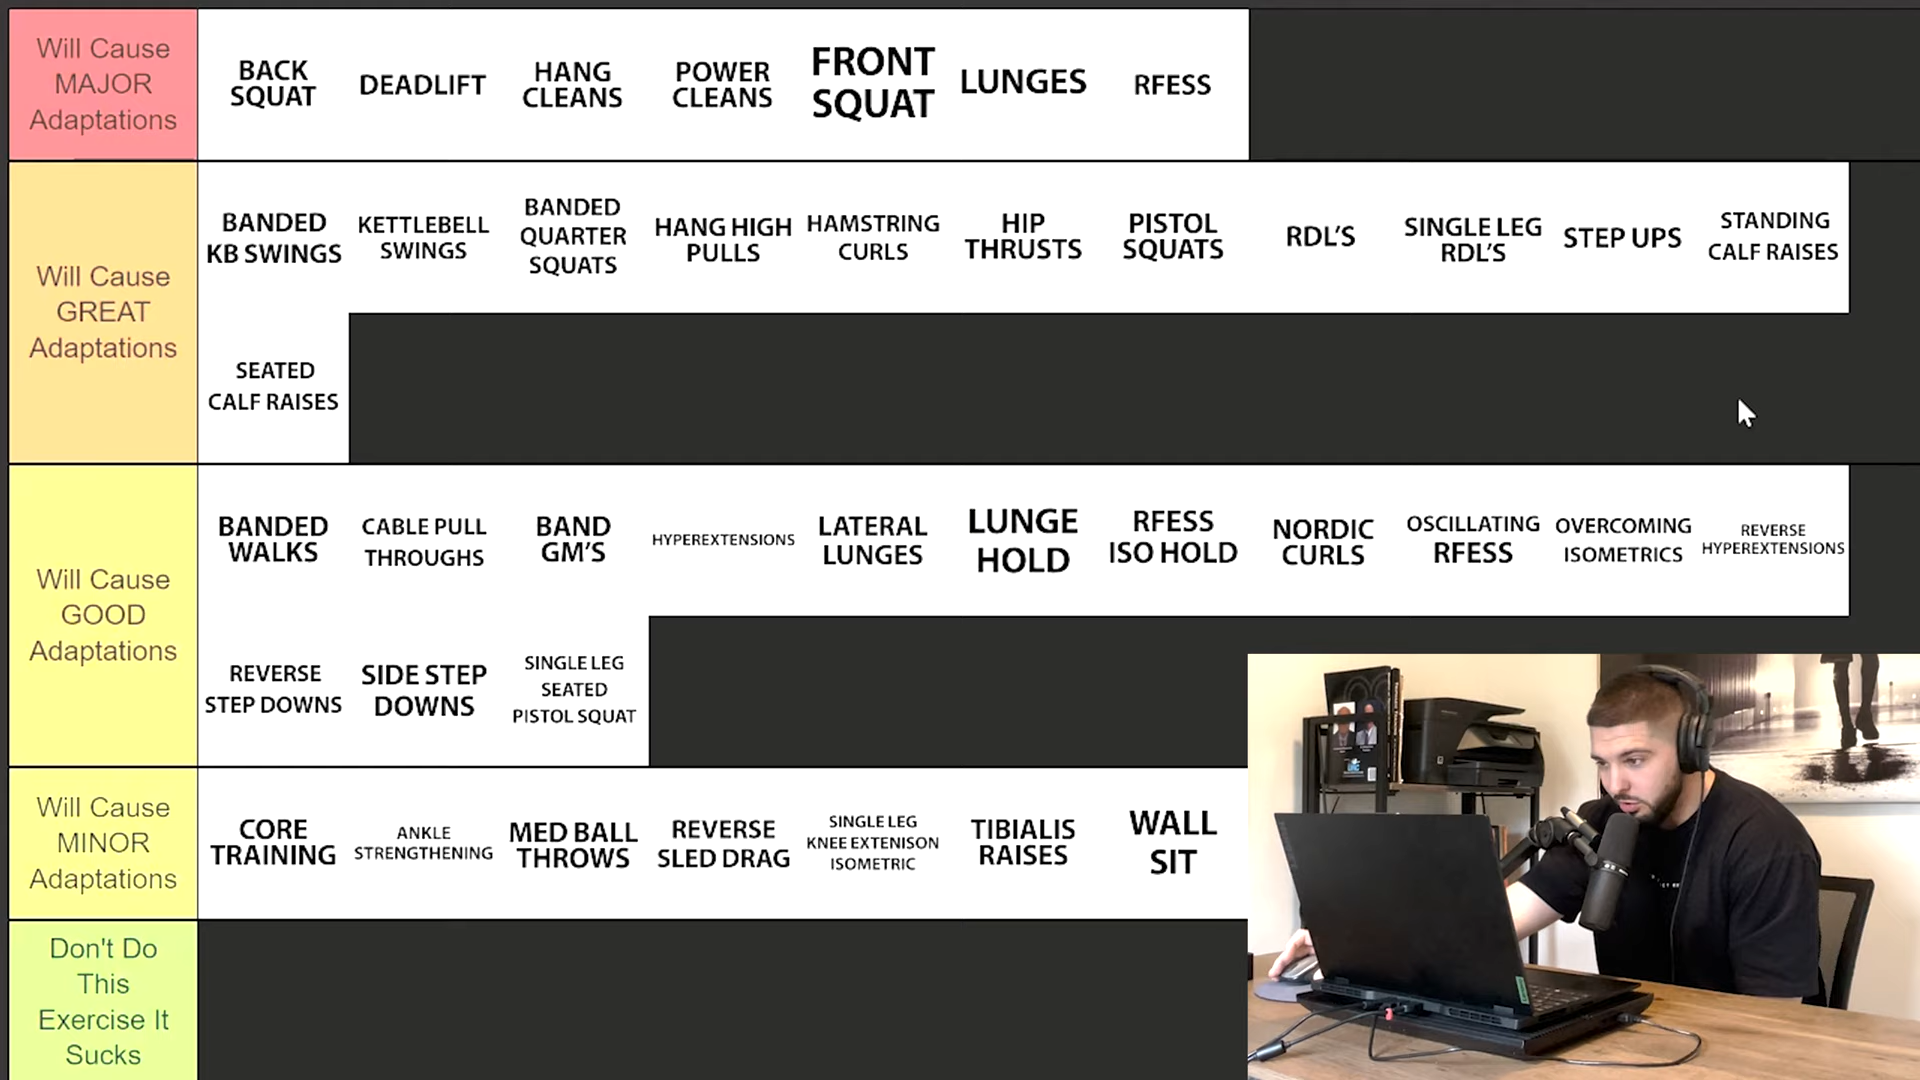 Will Cause
MAJOR
Adaptations
BACK
SQUAT
DEADLIFT
HANG
CLEANS
POWER
CLEANS
FRONT
SQUAT
LUNGES
RFESS
Will Cause
GREAT
Adaptations
BANDED
KB SWINGS
KETTLEBELL
SWINGS
BANDED
QUARTER
SQUATS
HANG HIGH
PULLS
HAMSTRING
CURLS
HIP
THRUSTS
PISTOL
SQUATS
RDL'S
SINGLE LEG
RDL'S
STEP UPS
STANDING
CALF RAISES
SEATED
CALF RAISES
Will Cause
GOOD
Adaptations
BANDED
WALKS
CABLE PULL
THROUGHS
BAND
GM'S
HYPEREXTENSIONS
LATERAL
LUNGES
LUNGE
HOLD
RFESS
ISO HOLD
NORDIC
CURLS
OSCILLATING
RFESS
OVERCOMING
ISOMETRICS
REVERSE
HYPEREXTENSIONS
REVERSE
STEP DOWNS
SIDE STEP
DOWNS
SINGLE LEG
SEATED
PISTOL SQUAT
Will Cause
MINOR
Adaptations
CORE
TRAINING
ANKLE
STRENGTHENING
MED BALL
THROWS
REVERSE
SLED DRAG
SINGLE LEG
KNEE EXTENISON
ISOMETRIC
TIBIALIS
RAISES
WALL
SIT
Don't Do
This
Exercise It
Sucks